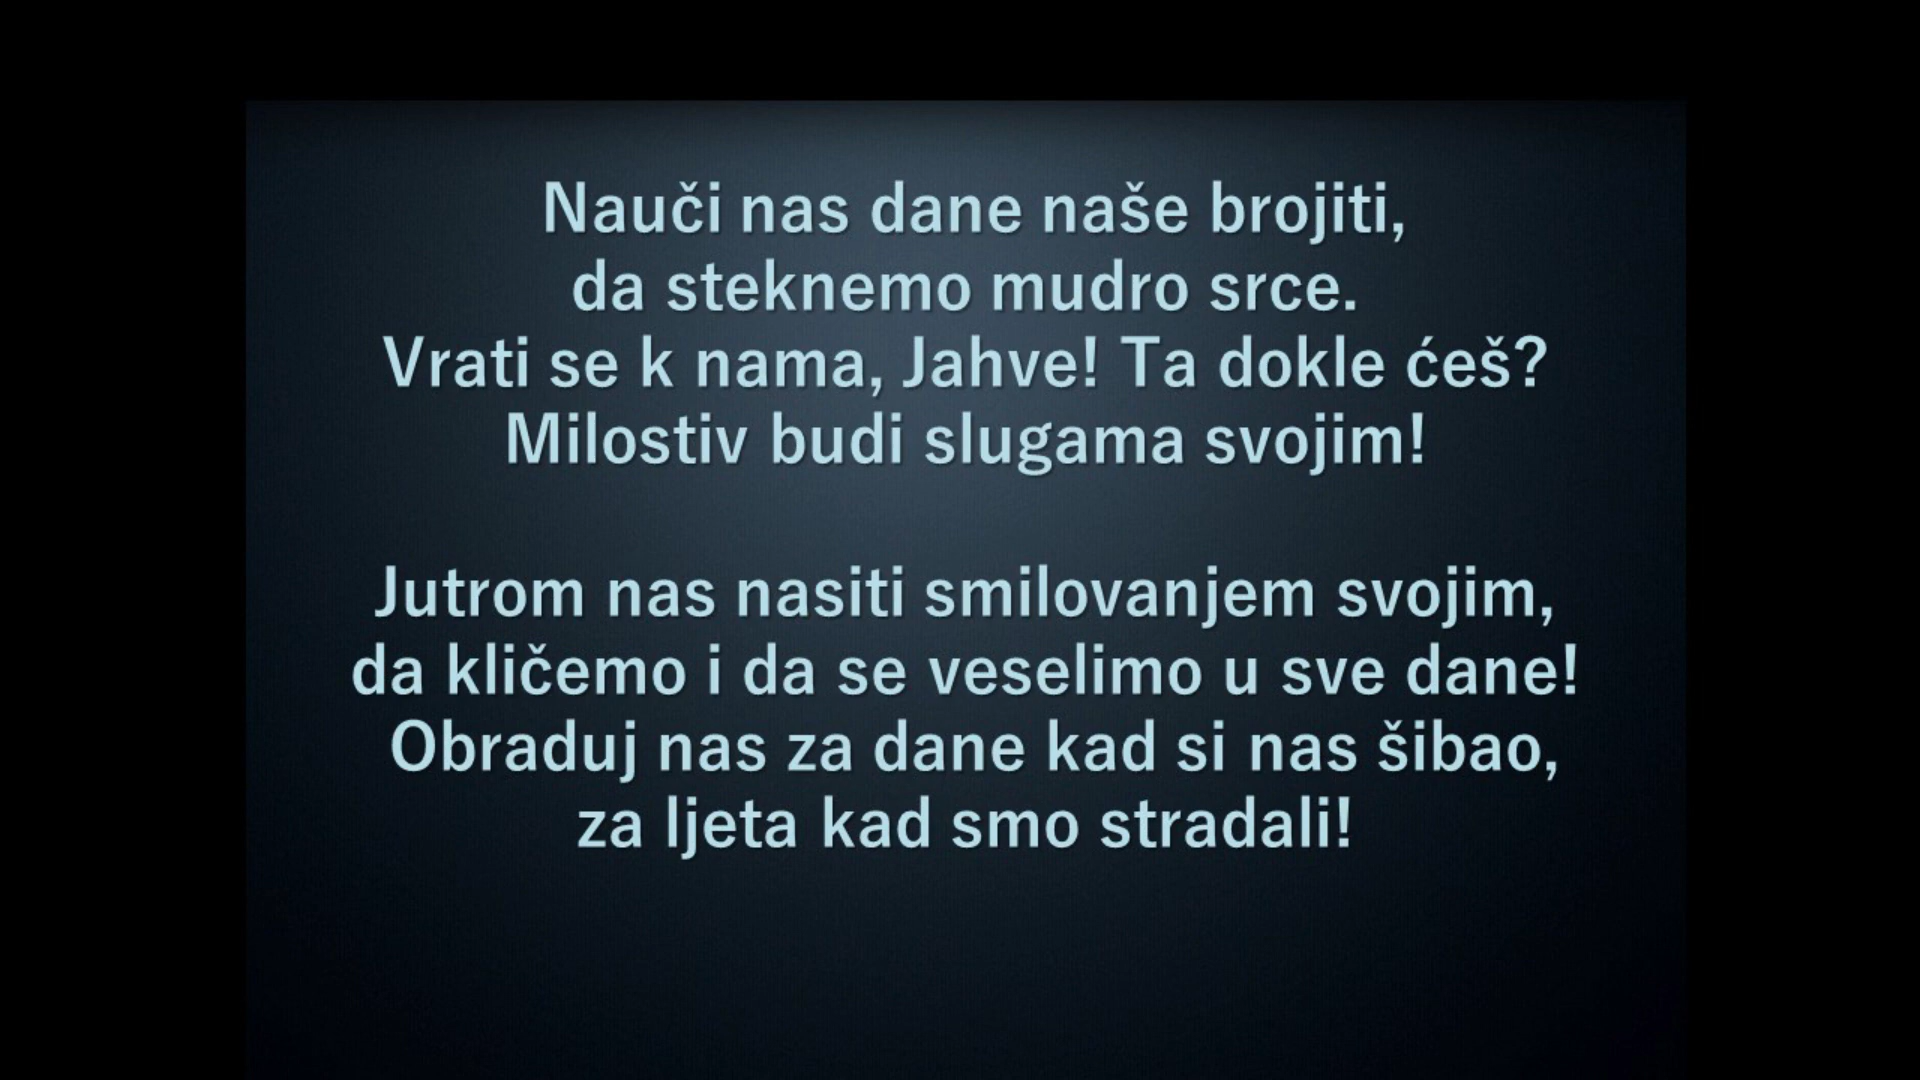 Nauči nas dane naše brojiti,
da steknemo mudro srce.
Vrati se k nama, Jahve! Ta dokle ćeš?
Milostiv budi slugama svojim!
Jutrom nas nasiti smilovanjem svojim,
da kličemo i da se veselimo u sve dane!
Obraduj nas za dane kad si nas šibao,
za ljeta kad smo stradali!